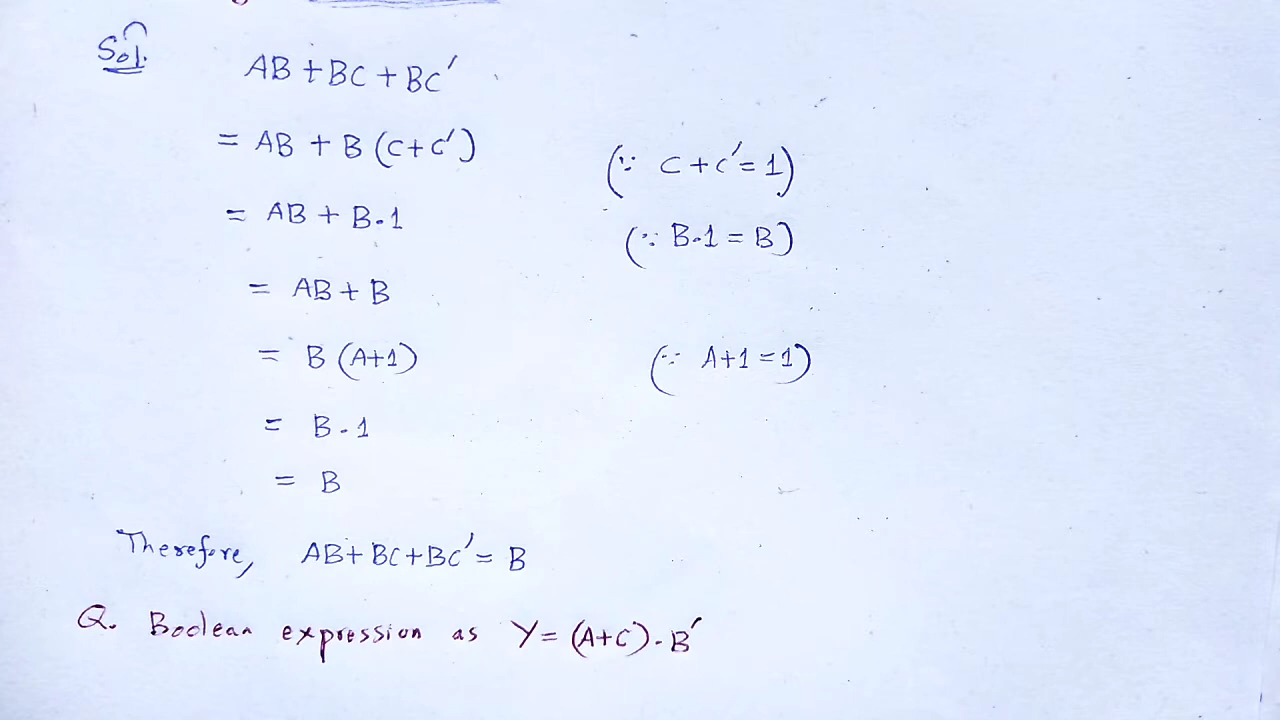 Sol.
AB + BC + BC'
= AB + B (C+C') (∵ C+C'=1)
= AB + B.1 (∵ B.1 = B)
= AB + B
= B (A+1) (∵ A+1=1)
= B.1
= B
Therefore, AB+BC+BC'= B
Q. Boolean expression as Y= (A+C).B'